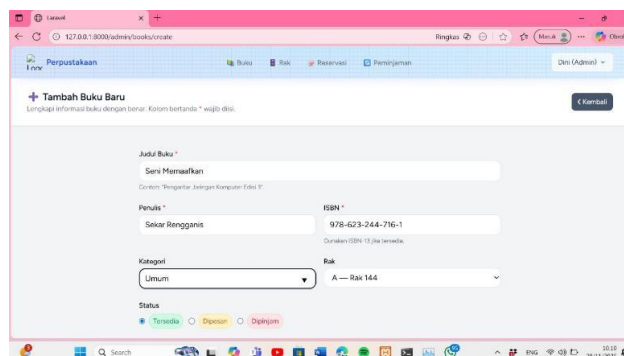 Laravel
127.0.0.1:8000/admin/books/create
Ringkas
Masuk
Perpustakaan
Buku Rak Reservasi Peminjaman
Dini (Admin)
Tambah Buku Baru
Lengkapi informasi buku dengan benar. Kolom bertanda * wajib diisi.
Kembali
Judul Buku *
Seni Memaafkan
Contoh: "Pengantar Jaringan Komputer Edisi 3".
Penulis * ISBN *
Sekar Rengganis 978-623-244-716-1
Gunakan ISBN-13 jika tersedia.
Kategori Rak
Umum A — Rak 144
Status
Tersedia Dipesan Dipinjam
Search
ENG
10.10